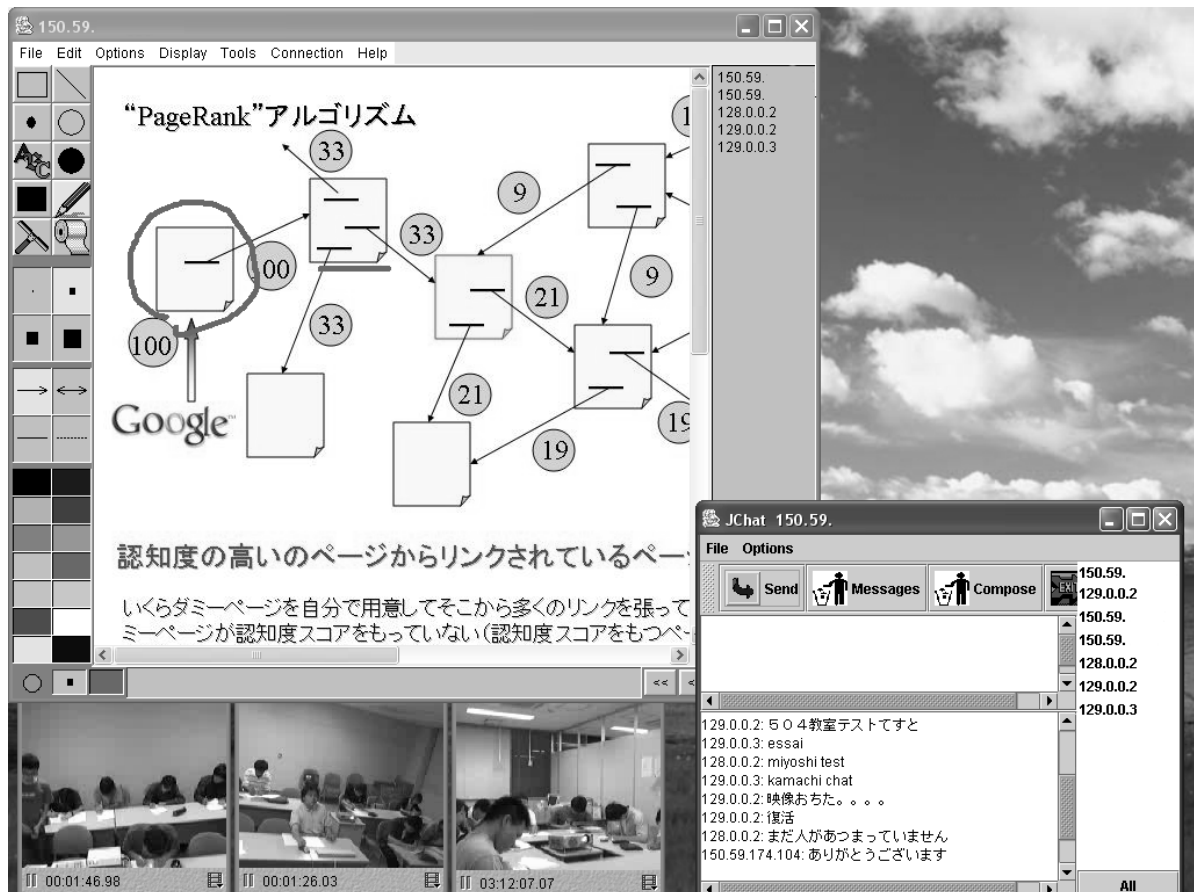 150.59.
File Edit Options Display Tools Connection Help
150.59.
150.59.
128.0.0.2
129.0.0.2
129.0.0.3
ABC
“PageRank”アルゴリズム
33
9
100
33
9
21
33
100
21
19
19
Google
認知度の高いのページからリンクされているペー
いくらダミーページを自分で用意してそこから多くのリンクを張って
ミーページが認知度スコアをもっていない（認知度スコアをもつペー
<<
00:01:46.98
00:01:26.03
03:12:07.07
JChat 150.59.
File Options
Send Messages Compose EXIT
150.59.
129.0.0.2
150.59.
150.59.
128.0.0.2
129.0.0.2
129.0.0.3
129.0.0.2: ５０４教室テストてすと
129.0.0.3: essai
128.0.0.2: miyoshi test
129.0.0.3: kamachi chat
129.0.0.2: 映像おちた。。。。
129.0.0.2: 復活
128.0.0.2: まだ人があつまっていません
150.59.174.104: ありがとうございます
All